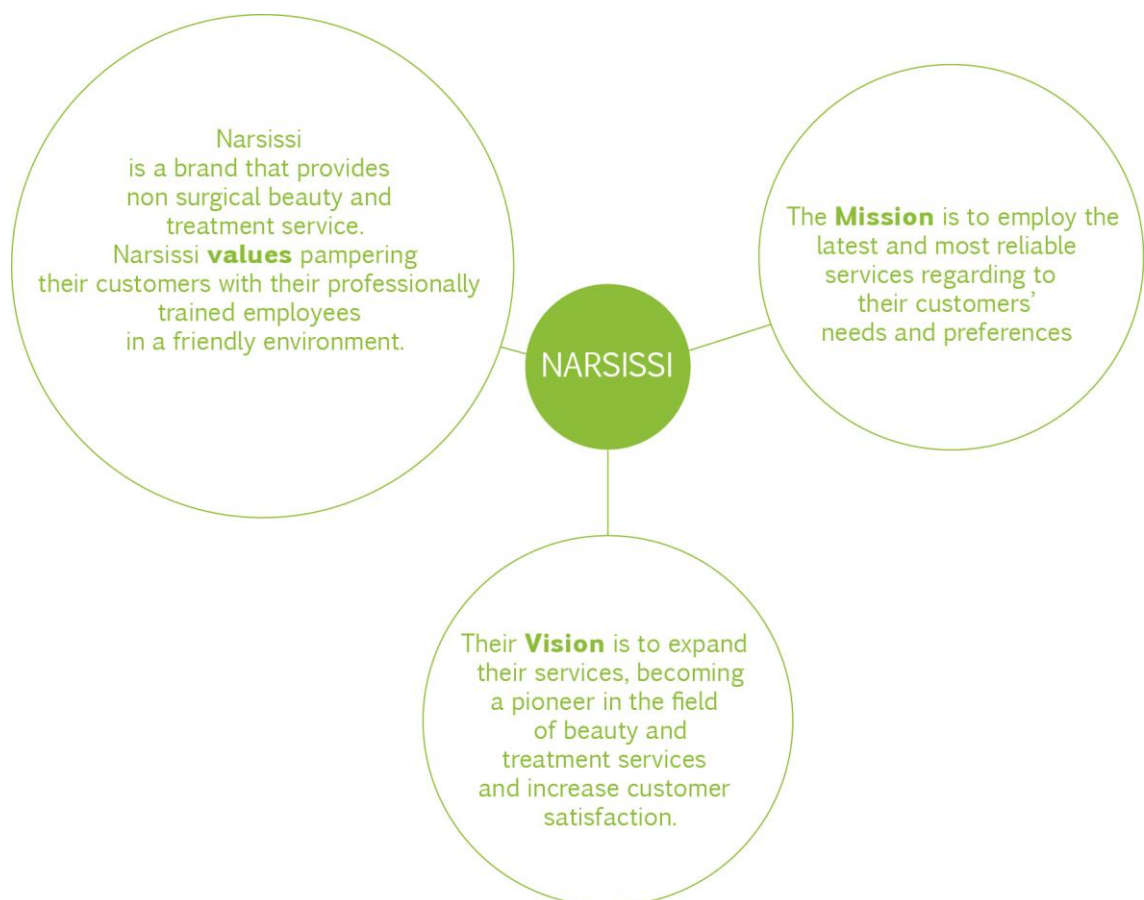 Narsissi
is a brand that provides
non surgical beauty and
treatment service.
Narsissi values pampering
their customers with their professionally
trained employees
in a friendly environment.
The Mission is to employ the
latest and most reliable
services regarding to
their customers’
needs and preferences
NARSISSI
Their Vision is to expand
their services, becoming
a pioneer in the field
of beauty and
treatment services
and increase customer
satisfaction.